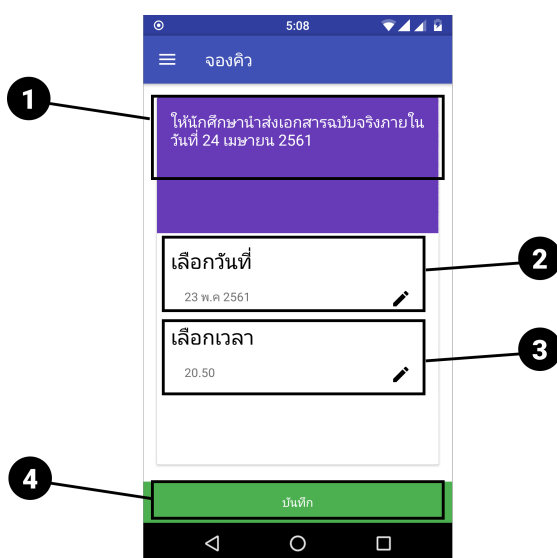 5:08
จองคิว
1
ให้นักศึกษานำส่งเอกสารฉบับจริงภายใน
วันที่ 24 เมษายน 2561
เลือกวันที่
2
23 พ.ค 2561
เลือกเวลา
3
20.50
4
บันทึก